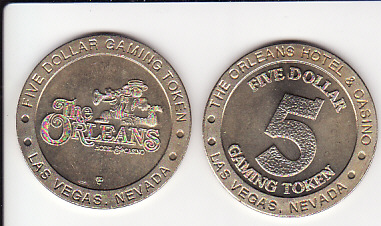 • FIVE DOLLAR GAMING TOKEN •
The
ORLEANS
HOTEL & CASINO
• LAS VEGAS, NEVADA •
• THE ORLEANS HOTEL & CASINO •
FIVE DOLLAR
5
GAMING TOKEN
• LAS VEGAS, NEVADA •